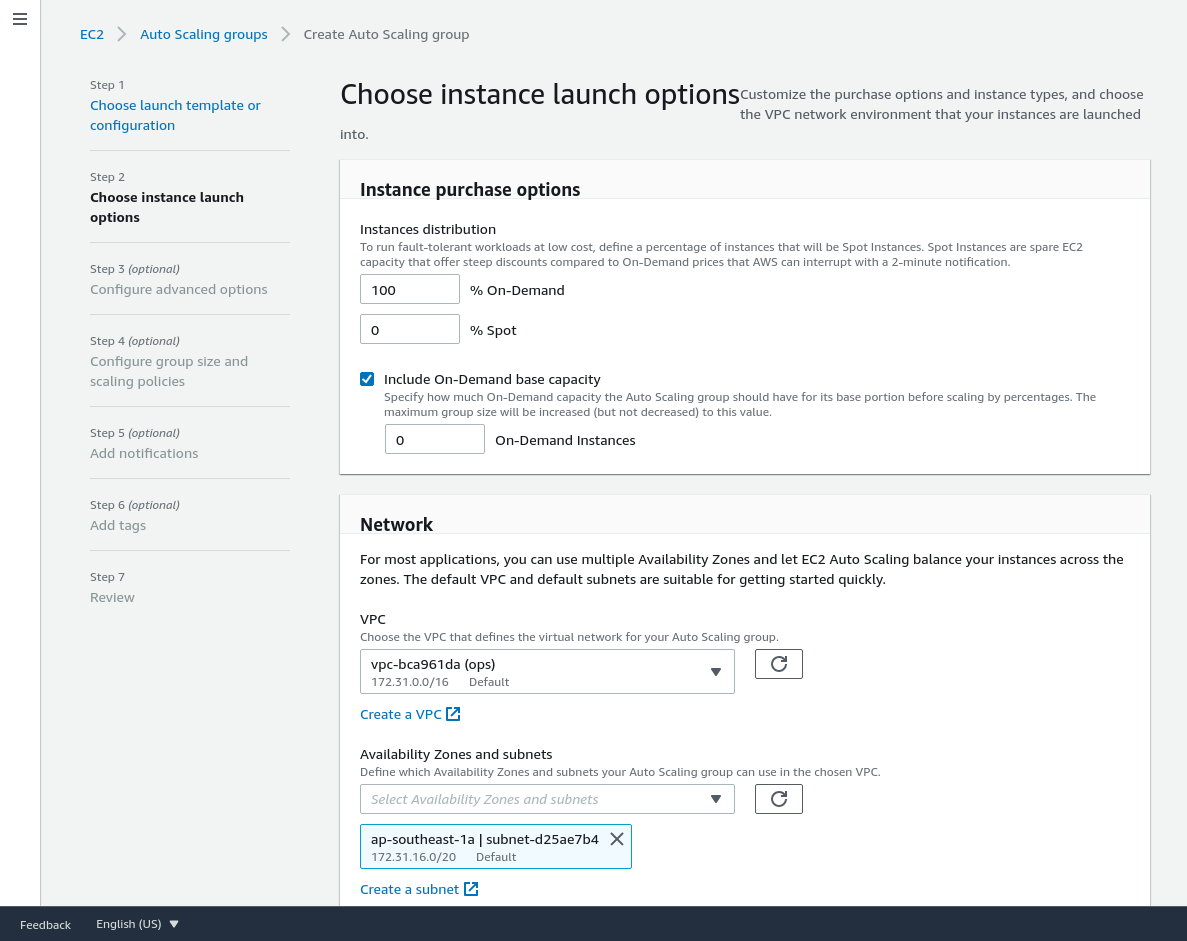 EC2 Auto Scaling groups Create Auto Scaling group
Step 1
Choose launch template or
configuration
Step 2
Choose instance launch
options
Step 3 (optional)
Configure advanced options
Step 4 (optional)
Configure group size and
scaling policies
Step 5 (optional)
Add notifications
Step 6 (optional)
Add tags
Step 7
Review
Choose instance launch options Customize the purchase options and instance types, and choose
the VPC network environment that your instances are launched
into.
Instance purchase options
Instances distribution
To run fault-tolerant workloads at low cost, define a percentage of instances that will be Spot Instances. Spot Instances are spare EC2
capacity that offer steep discounts compared to On-Demand prices that AWS can interrupt with a 2-minute notification.
100 % On-Demand
0 % Spot
Include On-Demand base capacity
Specify how much On-Demand capacity the Auto Scaling group should have for its base portion before scaling by percentages. The
maximum group size will be increased (but not decreased) to this value.
0 On-Demand Instances
Network
For most applications, you can use multiple Availability Zones and let EC2 Auto Scaling balance your instances across the
zones. The default VPC and default subnets are suitable for getting started quickly.
VPC
Choose the VPC that defines the virtual network for your Auto Scaling group.
vpc-bca961da (ops)
172.31.0.0/16 Default
Create a VPC
Availability Zones and subnets
Define which Availability Zones and subnets your Auto Scaling group can use in the chosen VPC.
Select Availability Zones and subnets
ap-southeast-1a | subnet-d25ae7b4
172.31.16.0/20 Default
Create a subnet
Feedback English (US)